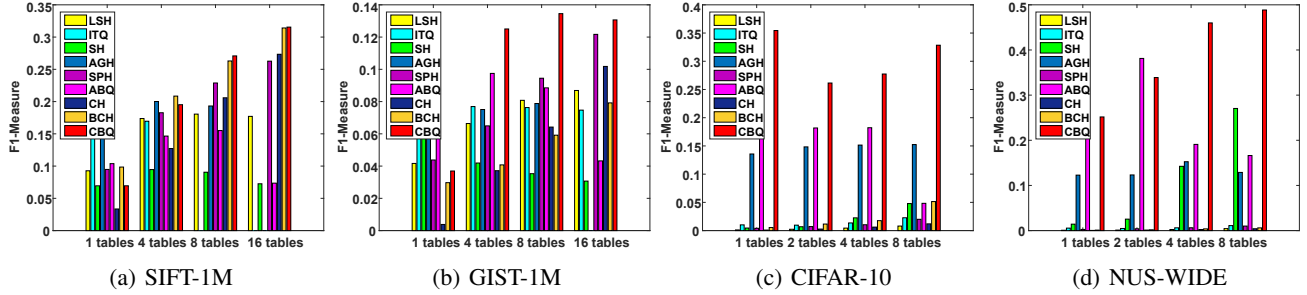 F1-Measure
0.35
0.3
0.25
0.2
0.15
0.1
0.05
0
LSH
ITQ
SH
AGH
SPH
ABQ
CH
BCH
CBQ
1 tables 4 tables 8 tables 16 tables
(a) SIFT-1M
F1-Measure
0.14
0.12
0.1
0.08
0.06
0.04
0.02
0
LSH
ITQ
SH
AGH
SPH
ABQ
CH
BCH
CBQ
1 tables 4 tables 8 tables 16 tables
(b) GIST-1M
F1-Measure
0.4
0.35
0.3
0.25
0.2
0.15
0.1
0.05
0
LSH
ITQ
SH
AGH
SPH
ABQ
CH
BCH
CBQ
1 tables 2 tables 4 tables 8 tables
(c) CIFAR-10
F1-Measure
0.5
0.4
0.3
0.2
0.1
0
LSH
ITQ
SH
AGH
SPH
ABQ
CH
BCH
CBQ
1 tables 2 tables 4 tables 8 tables
(d) NUS-WIDE